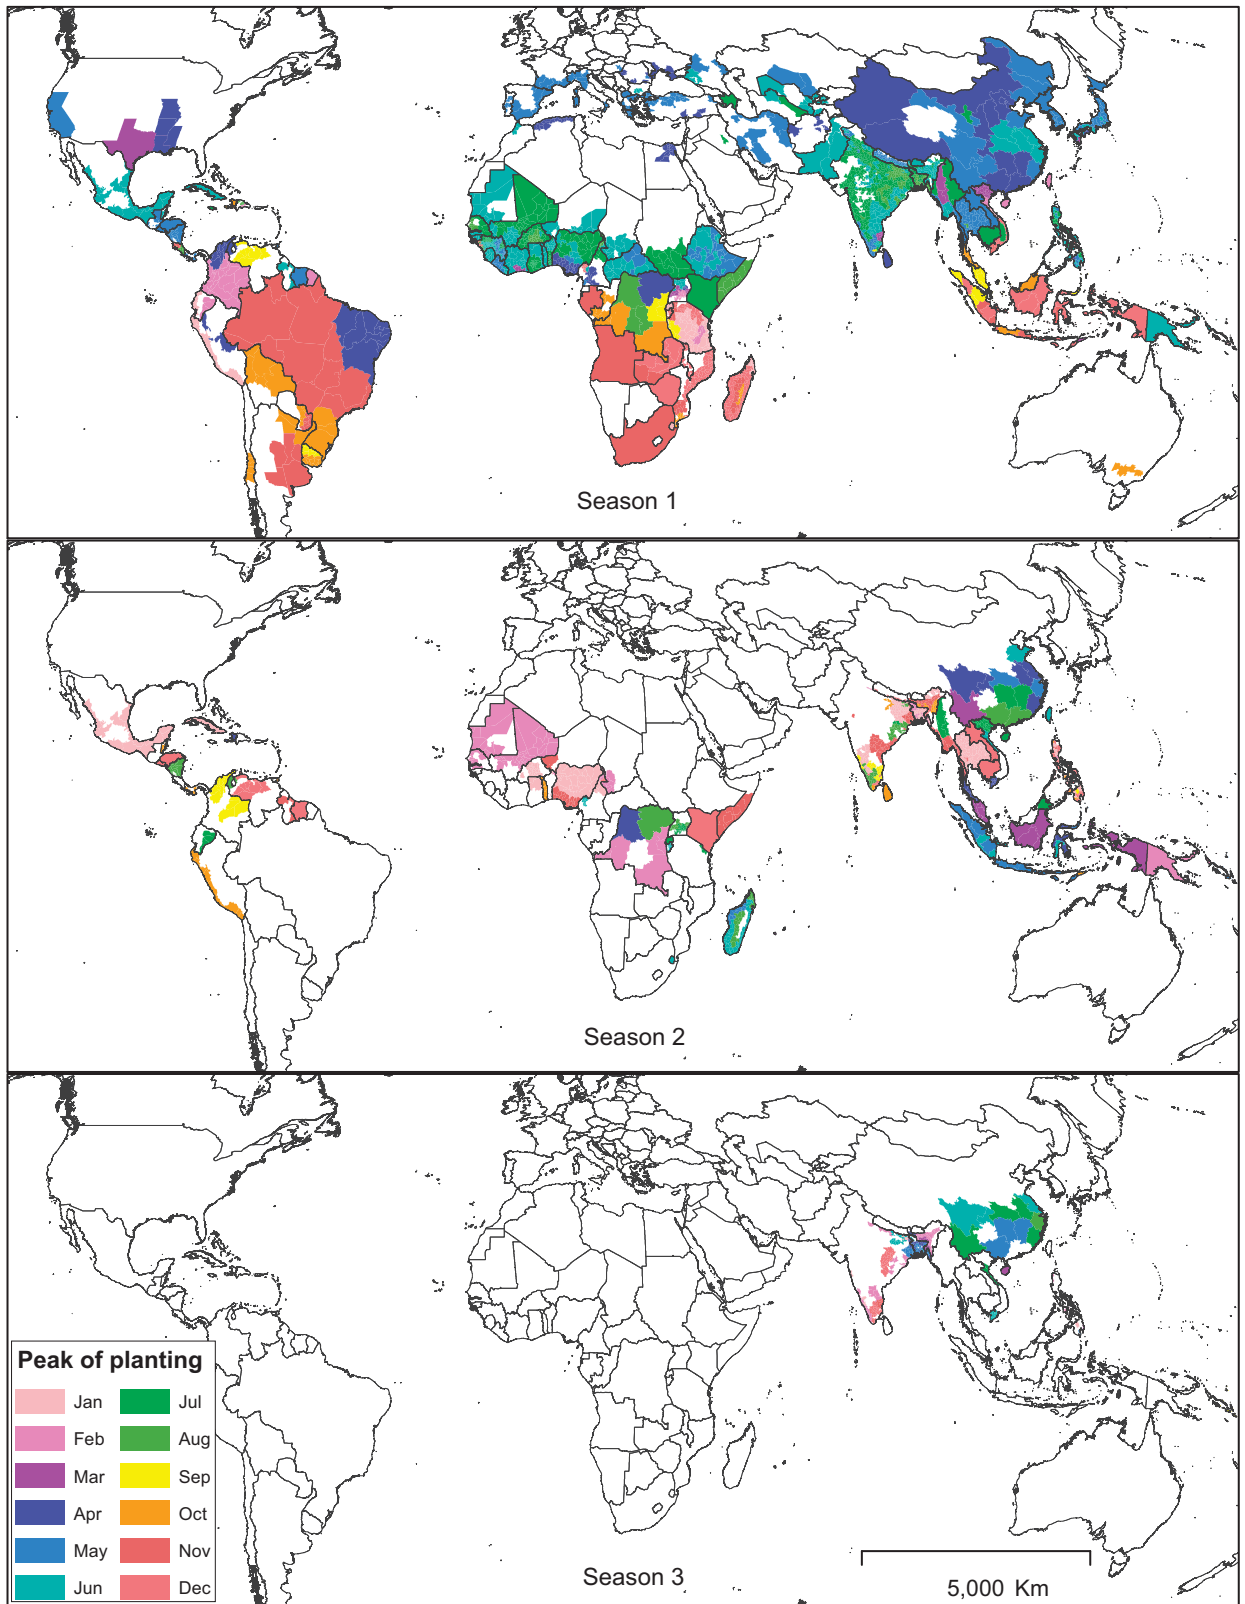 Season 1
Season 2
Peak of planting
Jan Jul
Feb Aug
Mar Sep
Apr Oct
May Nov
Jun Dec
Season 3
5,000 Km